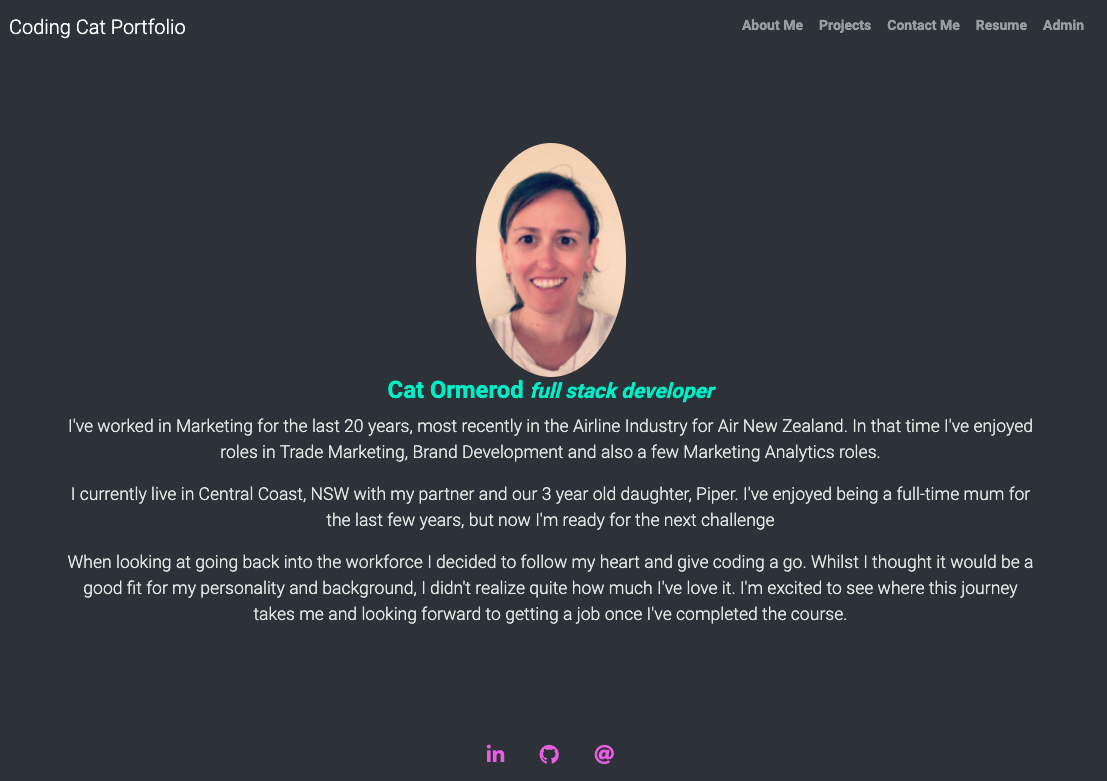 Coding Cat Portfolio
About Me Projects Contact Me Resume Admin
Cat Ormerod full stack developer
I've worked in Marketing for the last 20 years, most recently in the Airline Industry for Air New Zealand. In that time I've enjoyed
roles in Trade Marketing, Brand Development and also a few Marketing Analytics roles.
I currently live in Central Coast, NSW with my partner and our 3 year old daughter, Piper. I've enjoyed being a full-time mum for
the last few years, but now I'm ready for the next challenge
When looking at going back into the workforce I decided to follow my heart and give coding a go. Whilst I thought it would be a
good fit for my personality and background, I didn't realize quite how much I've love it. I'm excited to see where this journey
takes me and looking forward to getting a job once I've completed the course.
in @